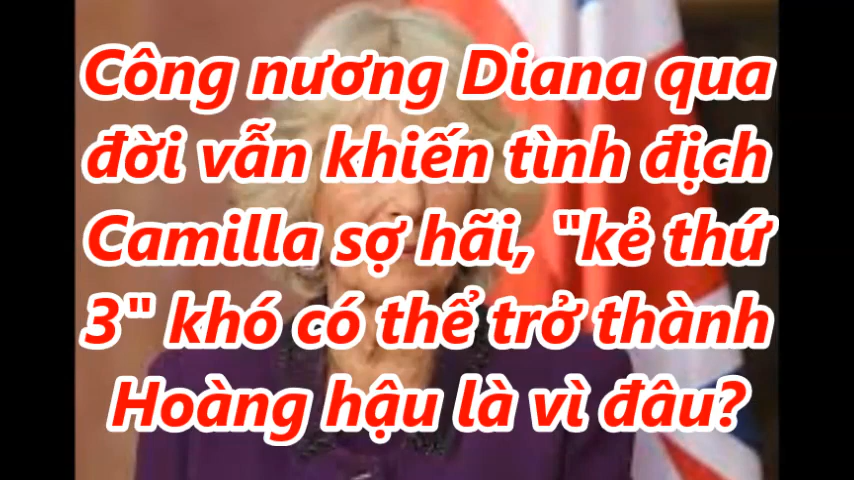 Công nương Diana qua
đời vẫn khiến tình địch
Camilla sợ hãi, "kẻ thứ
3" khó có thể trở thành
Hoàng hậu là vì đâu?